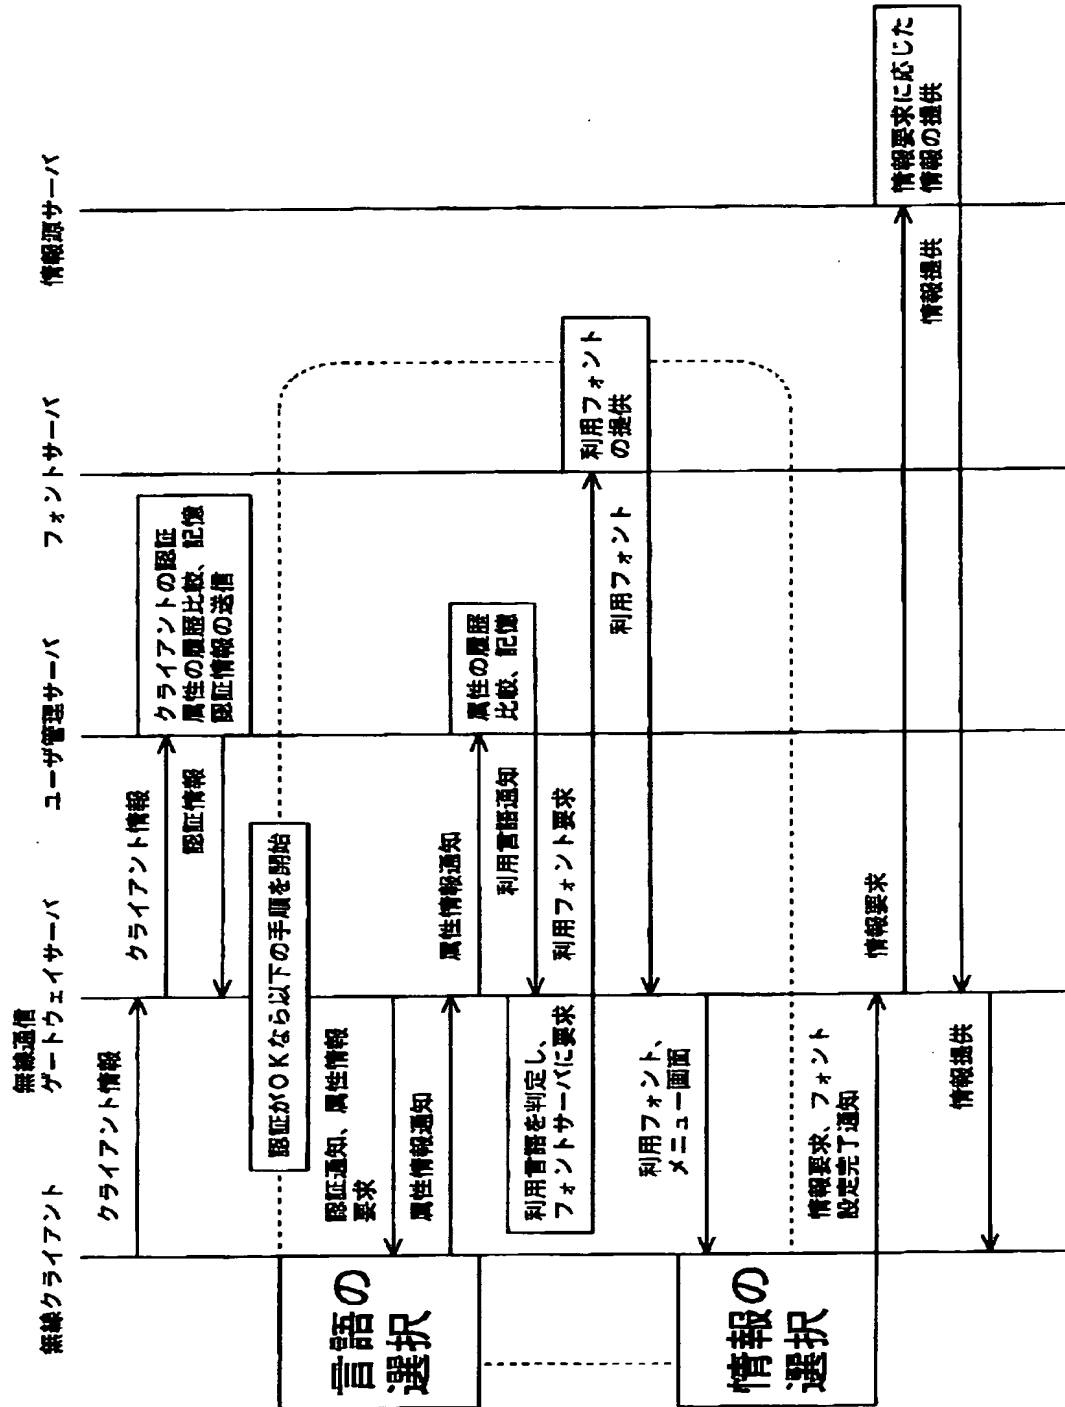 無線クライアント
無線通信
ゲートウェイサーバ
ユーザ管理サーバ
フォントサーバ
情報源サーバ
クライアント情報
クライアント情報
クライアントの認証
属性の履歴比較、記憶
認証情報の送信
認証情報
認証がOKなら以下の手順を開始
言語の
選択
認証通知、属性情報
要求
属性情報通知
属性情報通知
属性の履歴
比較、記憶
利用言語通知
利用言語を判定し、
フォントサーバに要求
利用フォント要求
利用フォント
の提供
利用フォント
利用フォント、
メニュー画面
情報の
選択
情報要求、フォント
設定完了通知
情報要求
情報要求に応じた
情報の提供
情報提供
情報提供